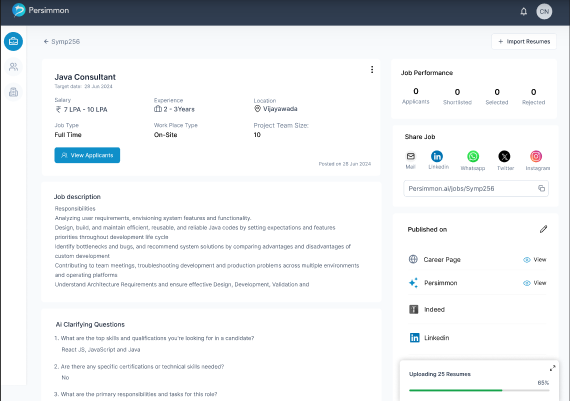 Persimmon
CN
← Symp256
+ Import Resumes
Java Consultant
Target date: 28 Jun 2024
Salary
Experience
Location
₹ 7 LPA - 10 LPA
2 - 3Years
Vijayawada
Job Type
Work Place Type
Project Team Size:
Full Time
On-Site
10
View Applicants
Posted on 28 Jun 2024
Job description
Responsibilities
Analyzing user requirements, envisioning system features and functionality.
Design, build, and maintain efficient, reusable, and reliable Java codes by setting expectations and features
priorities throughout development life cycle
Identify bottlenecks and bugs, and recommend system solutions by comparing advantages and disadvantages of
custom development
Contributing to team meetings, troubleshooting development and production problems across multiple environments
and operating platforms
Understand Architecture Requirements and ensure effective Design, Development, Validation and
Ai Clarifying Questions
1. What are the top skills and qualifications you're looking for in a candidate?
React JS, JavaScript and Java
2. Are there any specific certifications or technical skills needed?
No
3. What are the primary responsibilities and tasks for this role?
Job Performance
0
0
0
0
Applicants
Shortlisted
Selected
Rejected
Share Job
Mail
LinkedIn
Whatsapp
Twitter
Instagram
Persimmon.ai/jobs/Symp256
Published on
Career Page
View
Persimmon
View
Indeed
Linkedin
Uploading 25 Resumes
65%